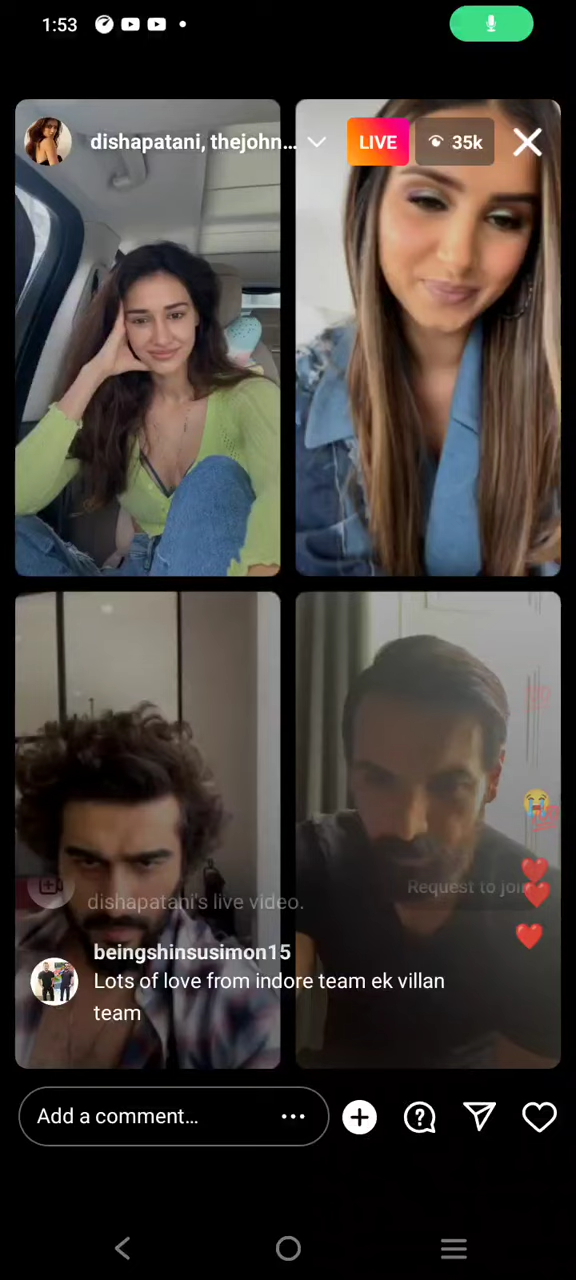 1:53
dishapatani, thejohn...
LIVE
35k
Request to join
dishapatani's live video.
beingshinsusimon15
Lots of love from indore team ek villan
team
Add a comment...